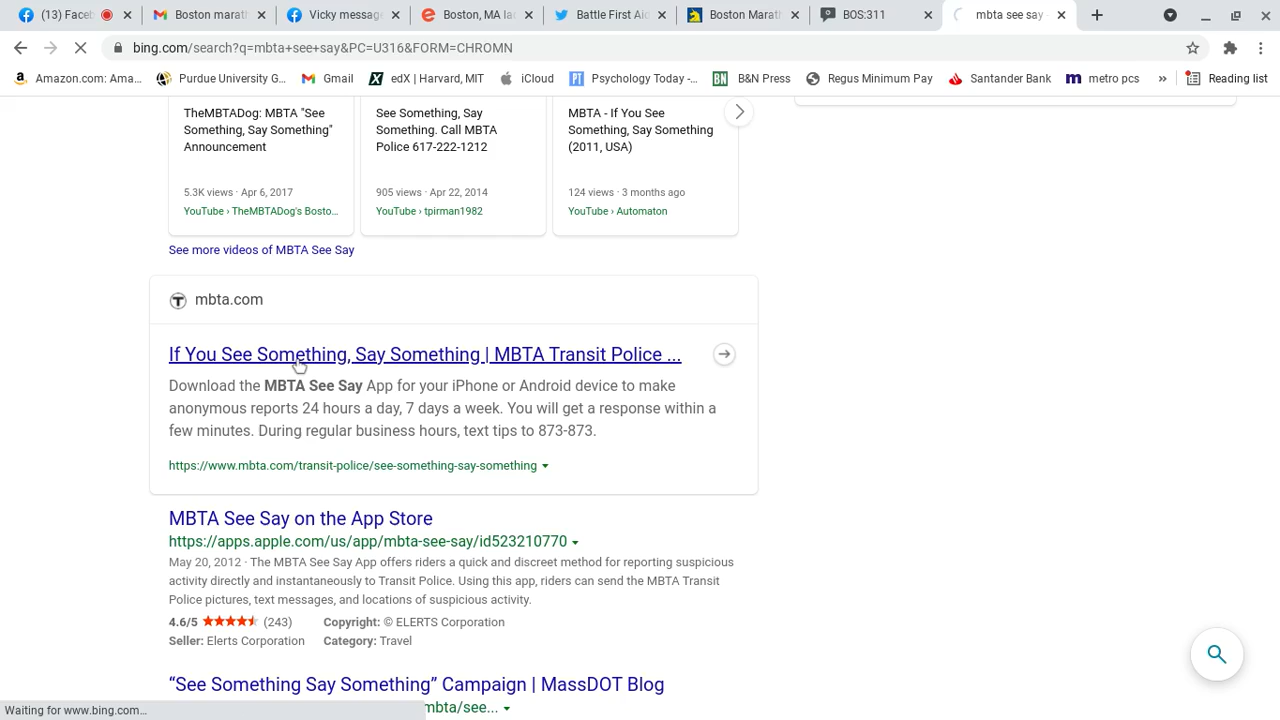 (13) Faceb
Boston marat
Vicky messag
Boston, MA la
Battle First Aid
Boston Marat
BOS:311
mbta see say -
bing.com/search?q=mbta+see+say&PC=U316&FORM=CHROMN
Amazon.com: Ama...
Purdue University G...
Gmail
edX | Harvard, MIT
iCloud
Psychology Today -...
BN B&N Press
Regus Minimum Pay
Santander Bank
metro pcs
»
Reading list
TheMBTADog: MBTA "See
Something, Say Something"
Announcement
5.3K views · Apr 6, 2017
YouTube › TheMBTADog's Bosto...
See Something, Say
Something. Call MBTA
Police 617-222-1212
905 views · Apr 22, 2014
YouTube › tpirman1982
MBTA - If You See
Something, Say Something
(2011, USA)
124 views · 3 months ago
YouTube › Automaton
See more videos of MBTA See Say
mbta.com
If You See Something, Say Something | MBTA Transit Police ...
Download the MBTA See Say App for your iPhone or Android device to make
anonymous reports 24 hours a day, 7 days a week. You will get a response within a
few minutes. During regular business hours, text tips to 873-873.
https://www.mbta.com/transit-police/see-something-say-something
MBTA See Say on the App Store
https://apps.apple.com/us/app/mbta-see-say/id523210770
May 20, 2012 · The MBTA See Say App offers riders a quick and discreet method for reporting suspicious
activity directly and instantaneously to Transit Police. Using this app, riders can send the MBTA Transit
Police pictures, text messages, and locations of suspicious activity.
4.6/5 (243) Copyright: © ELERTS Corporation
Seller: Elerts Corporation Category: Travel
“See Something Say Something” Campaign | MassDOT Blog
mbta/see...
Waiting for www.bing.com...